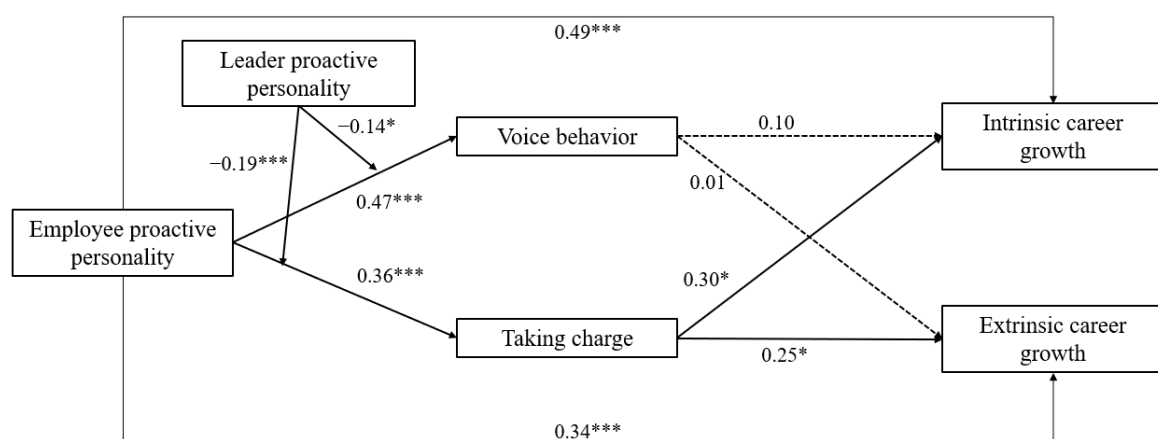 0.49***
Leader proactive
personality
−0.14*
−0.19***
Voice behavior
0.10
Intrinsic career
growth
0.01
0.47***
Employee proactive
personality
0.36***
0.30*
Taking charge
0.25*
Extrinsic career
growth
0.34***